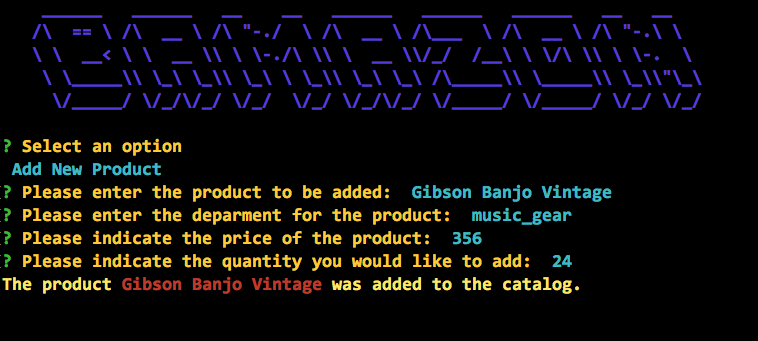 BAMAZON
? Select an option
Add New Product
? Please enter the product to be added: Gibson Banjo Vintage
? Please enter the deparment for the product: music_gear
? Please indicate the price of the product: 356
? Please indicate the quantity you would like to add: 24
The product Gibson Banjo Vintage was added to the catalog.